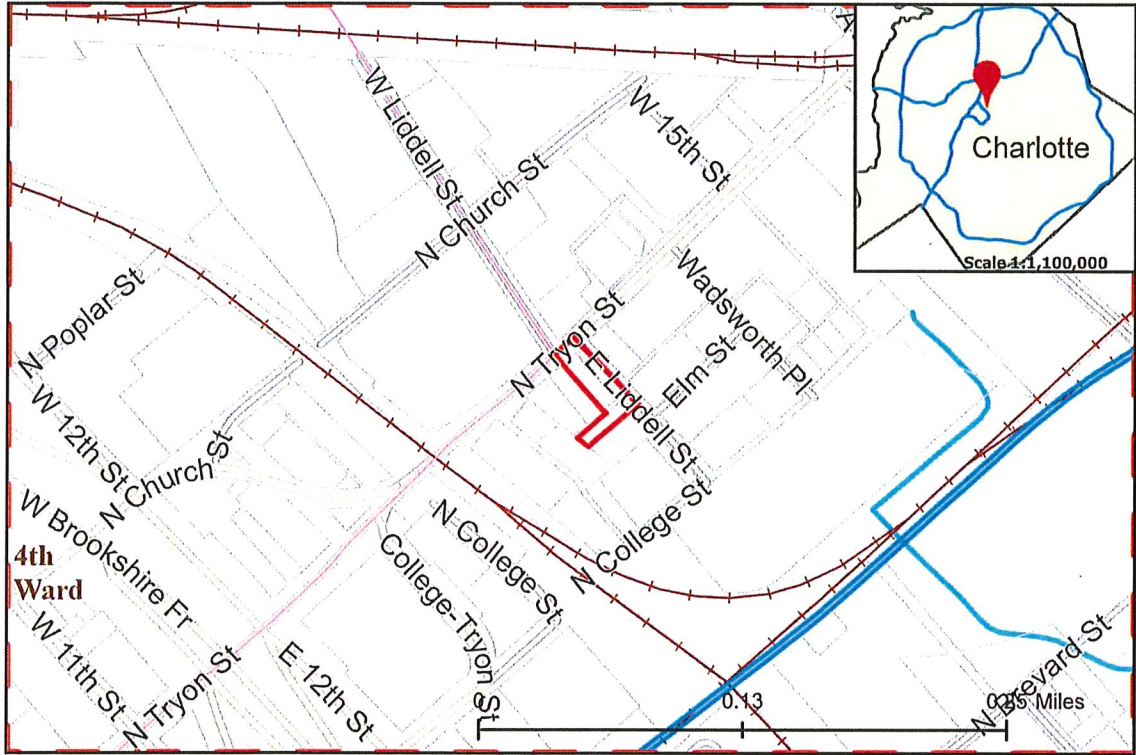 W Liddell St
N Church St
W 15th St
Charlotte
Scale 1:1,100,000
N Poplar St
N Tryon St
Wadsworth Pl
Elm St
E Liddell St
W 12th St
N Church St
W Brookshire Fr
4th
Ward
N College St
N College St
College-Tryon St
W 11th St
N Tryon St
E 12th St
N Brevard St
0.13
Miles